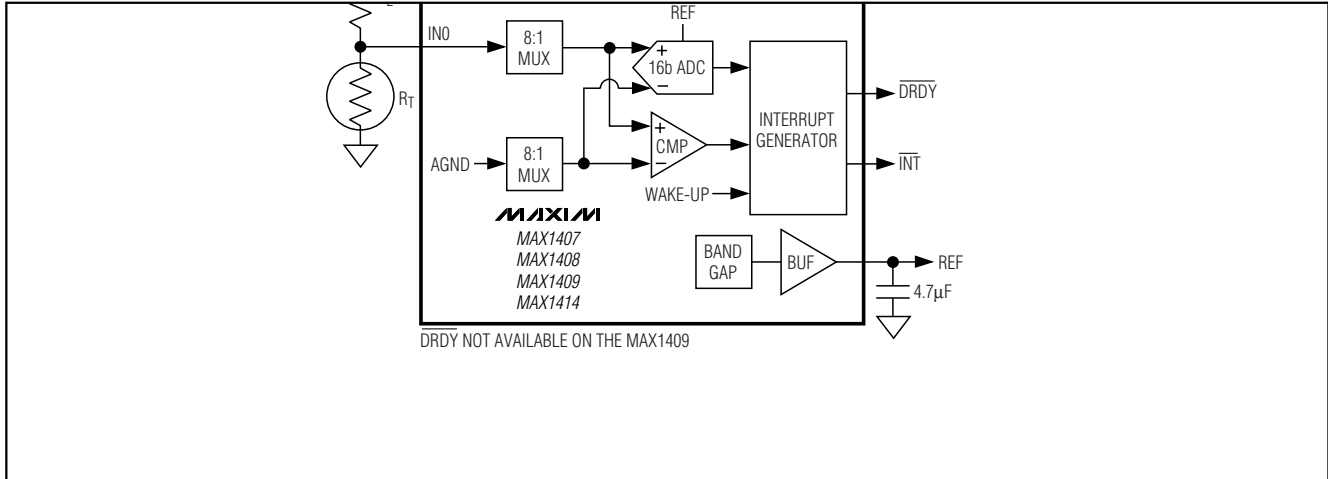 REF
IN0
8:1
MUX
+
16b ADC
−
DRDY
RT
INTERRUPT
GENERATOR
+
CMP
−
AGND
8:1
MUX
INT
WAKE-UP
MAXIM
MAX1407
MAX1408
MAX1409
MAX1414
BAND
GAP
BUF
REF
4.7µF
DRDY NOT AVAILABLE ON THE MAX1409